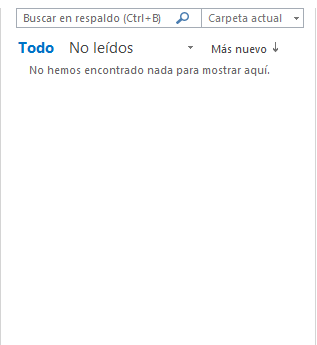 Buscar en respaldo (Ctrl+B) Carpeta actual
Todo No leídos Más nuevo ↓
No hemos encontrado nada para mostrar aquí.